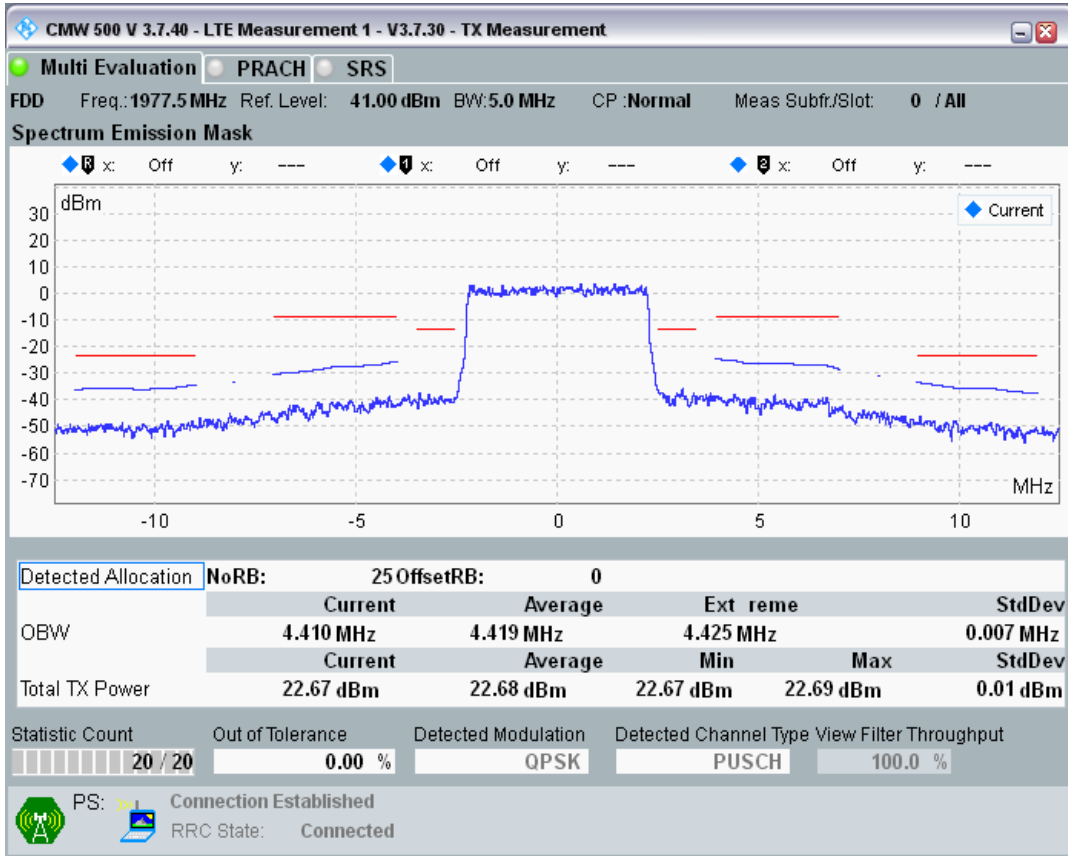 CMW 500 V 3.7.40 - LTE Measurement 1 - V3.7.30 - TX Measurement
Multi Evaluation PRACH SRS
FDD Freq.:1977.5 MHz Ref. Level: 41.00 dBm BW:5.0 MHz CP :Normal Meas Subfr./Slot: 0 / All
Spectrum Emission Mask
R x: Off y: --- 1 x: Off y: --- 2 x: Off y: ---
dBm
Current
30
20
10
0
-10
-20
-30
-40
-50
-60
-70
MHz
-10 -5 0 5 10
Detected Allocation NoRB: 25 OffsetRB: 0
Current Average Ext reme StdDev
OBW 4.410 MHz 4.419 MHz 4.425 MHz 0.007 MHz
Current Average Min Max StdDev
Total TX Power 22.67 dBm 22.68 dBm 22.67 dBm 22.69 dBm 0.01 dBm
Statistic Count Out of Tolerance Detected Modulation Detected Channel Type View Filter Throughput
20 / 20 0.00 % QPSK PUSCH 100.0 %
PS: Connection Established
RRC State: Connected